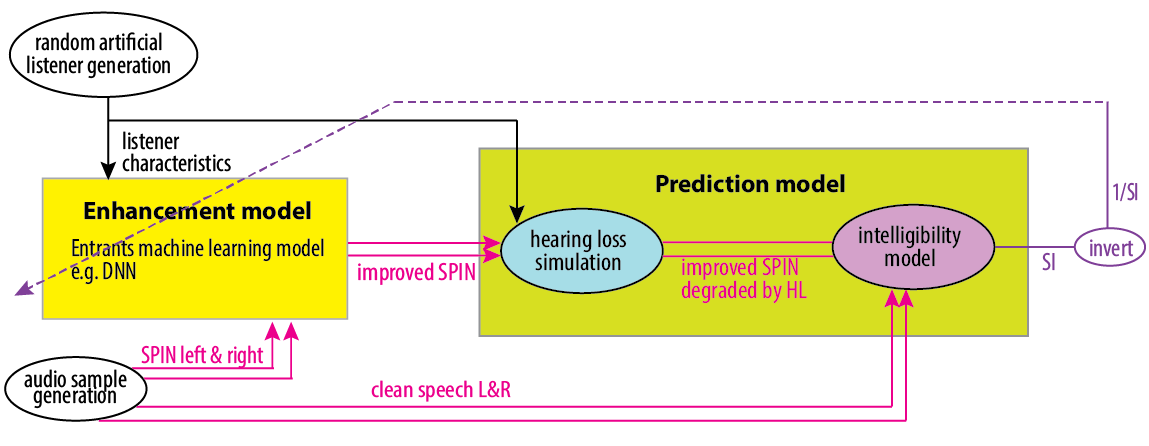 random artificial
listener generation
listener
characteristics
Prediction model
1/SI
Enhancement model
Entrants machine learning model
e.g. DNN
hearing loss
simulation
intelligibility
model
invert
SI
improved SPIN
improved SPIN
degraded by HL
SPIN left & right
audio sample
generation
clean speech L&R